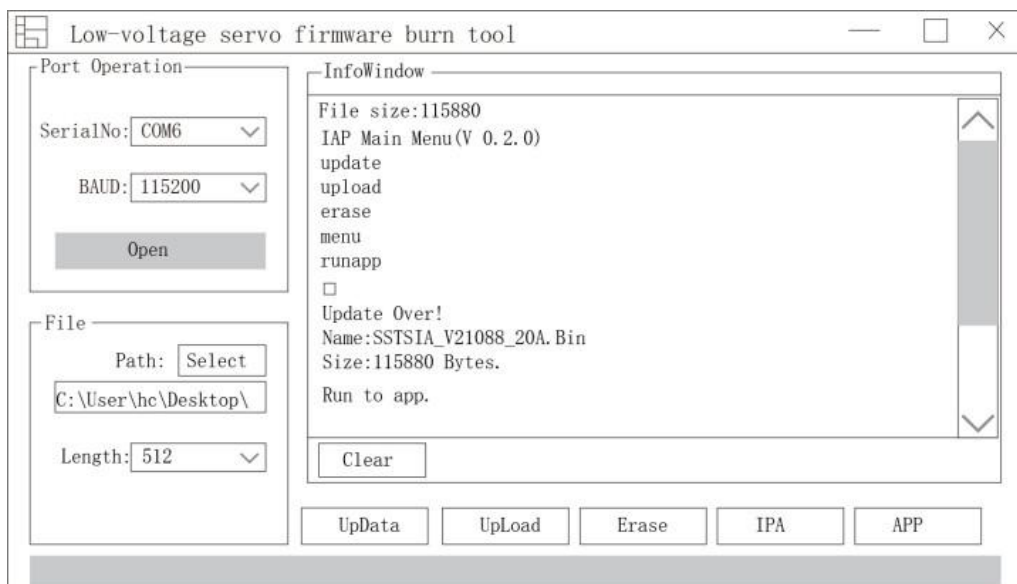 Low-voltage servo firmware burn tool
Port Operation
SerialNo: COM6
BAUD: 115200
Open
File
Path: Select
C:\User\hc\Desktop\
Length: 512
InfoWindow
File size:115880
IAP Main Menu(V 0.2.0)
update
upload
erase
menu
runapp
□
Update Over!
Name:SSTSIA_V21088_20A.Bin
Size:115880 Bytes.
Run to app.
Clear
UpData UpLoad Erase IPA APP